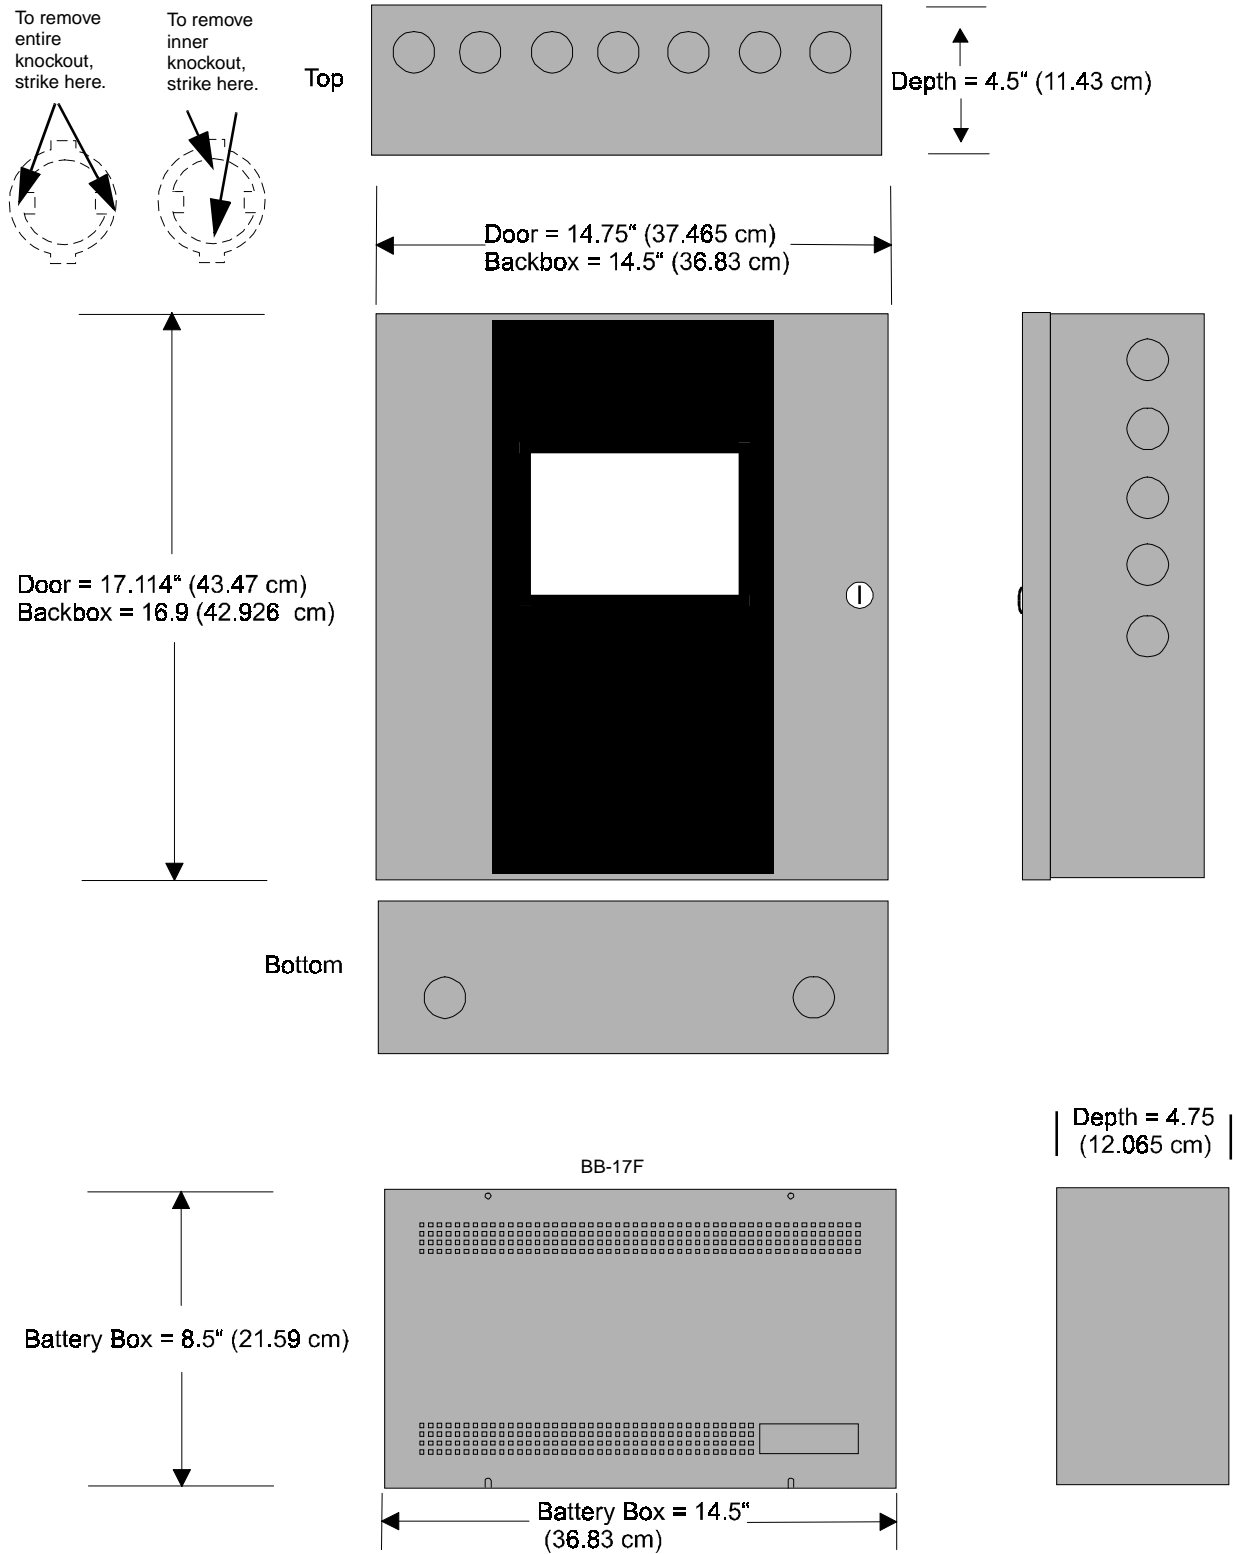 To remove
entire
knockout,
strike here.
To remove
inner
knockout,
strike here.
Top
Depth = 4.5“ (11.43 cm)
Door = 14.75“ (37.465 cm)
Backbox = 14.5“ (36.83 cm)
Door = 17.114“ (43.47 cm)
Backbox = 16.9 (42.926 cm)
Bottom
Depth = 4.75
(12.065 cm)
BB-17F
Battery Box = 8.5“ (21.59 cm)
Battery Box = 14.5“
(36.83 cm)